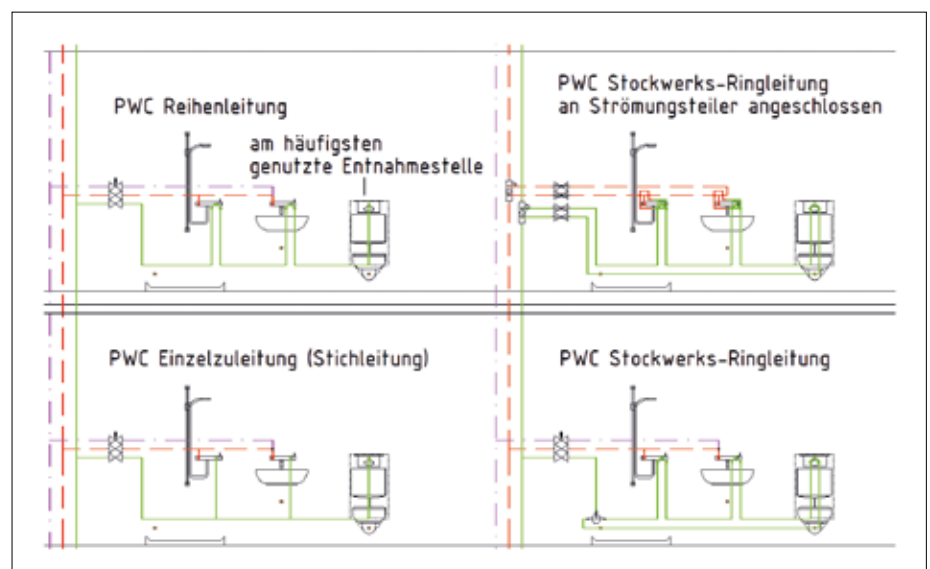 PWC Reihenleitung
am häufigsten
genutzte Entnahmestelle
PWC Stockwerks-Ringleitung
an Strömungsteiler angeschlossen
PWC Einzelzuleitung (Stichleitung)
PWC Stockwerks-Ringleitung